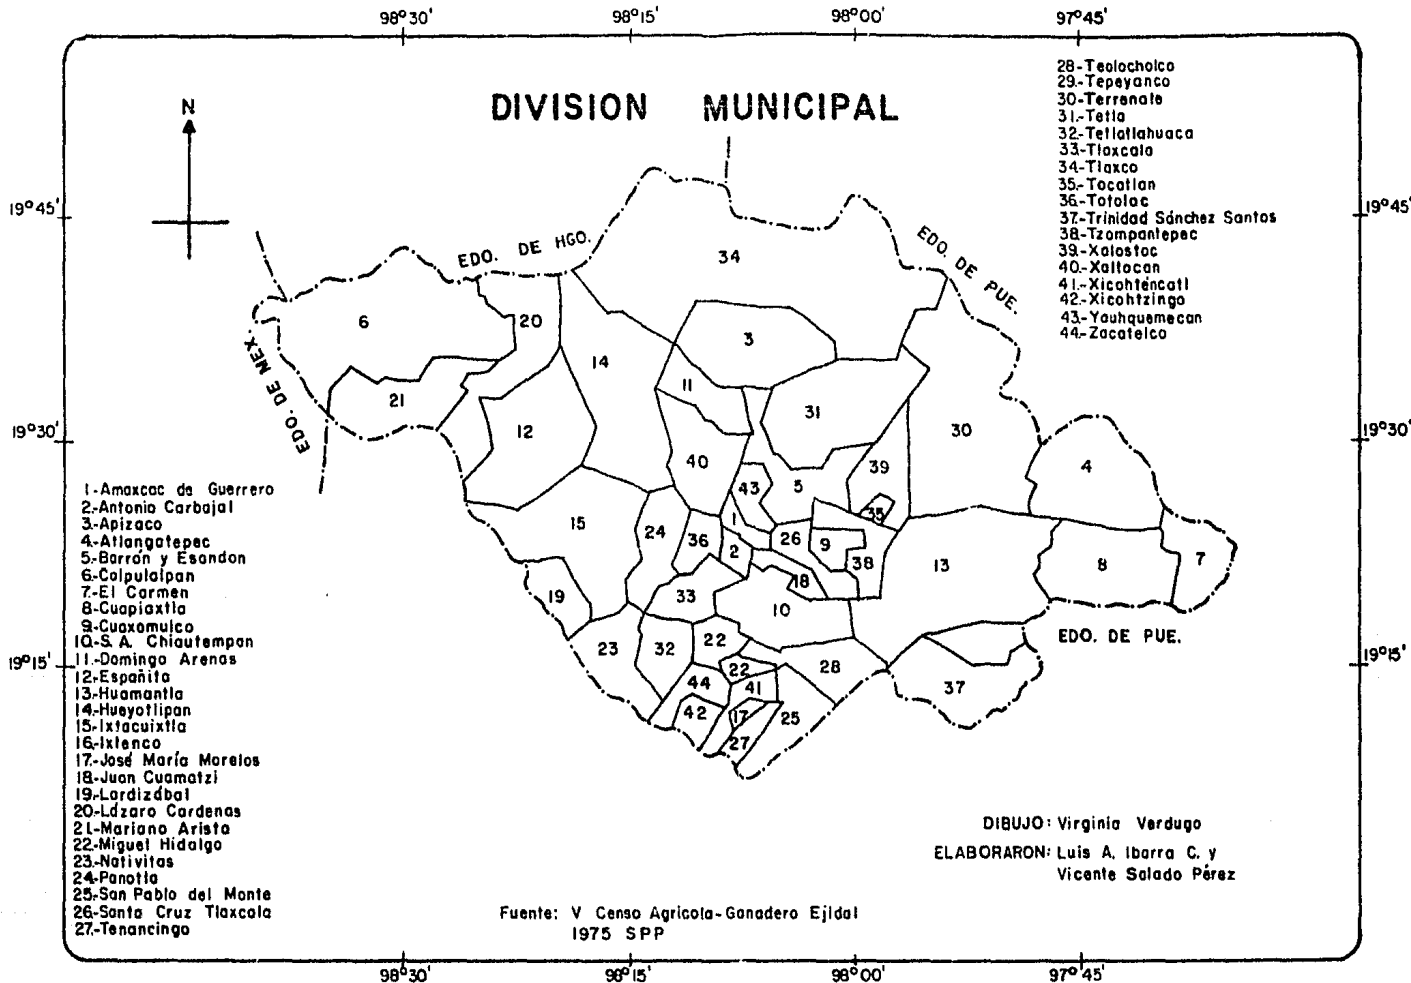 98°30' 98°15' 98°00' 97°45'
DIVISION MUNICIPAL
N
28-Teolocholco
29-Tepeyanco
30-Terrenate
31-Tetla
32-Tetlatlahuaca
33-Tlaxcala
34-Tlaxco
35-Tocatlan
36-Totolac
37-Trinidad Sánchez Santos
38-Tzompantepec
39-Xalostoc
40-Xaltocan
41-Xicohténcatl
42-Xicohtzingo
43-Yauhquemecan
44-Zacatelco
19°45' 19°45'
EDO. DE HGO.
EDO. DE PUE.
EDO. DE MEX.
34
6
20
3
14
11
21
31
12
30
19°30' 19°30'
40
39
4
43
5
35
15
1
24
36
2
26
9
38
13
8
7
18
19
33
10
EDO. DE PUE.
23
32
22
28
19°15' 19°15'
22
44
41
37
42
17
25
27
1-Amaxcac de Guerrero
2-Antonio Carbajal
3-Apizaco
4-Atlangatepec
5-Barrón y Esandon
6-Calpulalpan
7-El Carmen
8-Cuapiaxtla
9-Cuaxomulco
10-S. A. Chiautempan
11-Domingo Arenas
12-Españita
13-Huamantla
14-Hueyotlipan
15-Ixtacuixtla
16-Ixtenco
17-José María Morelos
18-Juan Cuamatzi
19-Lardizábal
20-Lázaro Cardenas
21-Mariano Arista
22-Miguel Hidalgo
23-Nativitas
24-Panotla
25-San Pablo del Monte
26-Santa Cruz Tlaxcala
27-Tenancingo
DIBUJO: Virginia Verdugo
ELABORARON: Luis A. Ibarra C. y
Vicente Salado Pérez
Fuente: V Censo Agricola-Ganadero Ejidal
1975 SPP
98°30' 98°15' 98°00' 97°45'